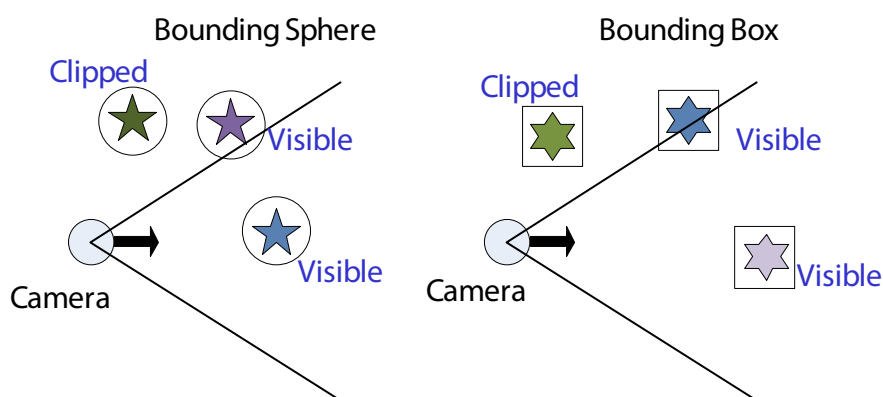 Bounding Sphere
Clipped
Visible
Visible
Camera
Bounding Box
Clipped
Visible
Visible
Camera